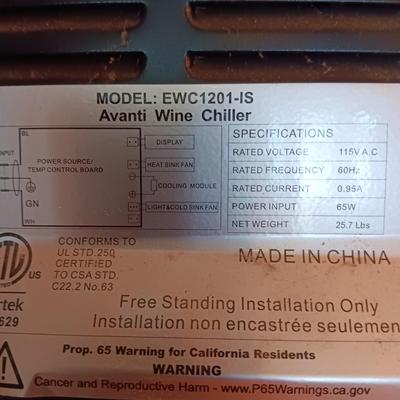 MODEL: EWC1201-IS
Avanti Wine Chiller
INPUT
BL
GN
WH
POWER SOURCE/
TEMP CONTROL BOARD
DISPLAY
HEAT SINK FAN
COOLING MODULE
LIGHT&COLD SINK FAN
SPECIFICATIONS
RATED VOLTAGE 115V A.C
RATED FREQUENCY 60Hz
RATED CURRENT 0.95A
POWER INPUT 65W
NET WEIGHT 25.7 Lbs
US
CONFORMS TO
UL STD.250
CERTIFIED
TO CSA STD.
C22.2 No.63
rtek
629
MADE IN CHINA
Free Standing Installation Only
Installation non encastrée seulemen
Prop. 65 Warning for California Residents
WARNING
Cancer and Reproductive Harm - www.P65Warnings.ca.gov